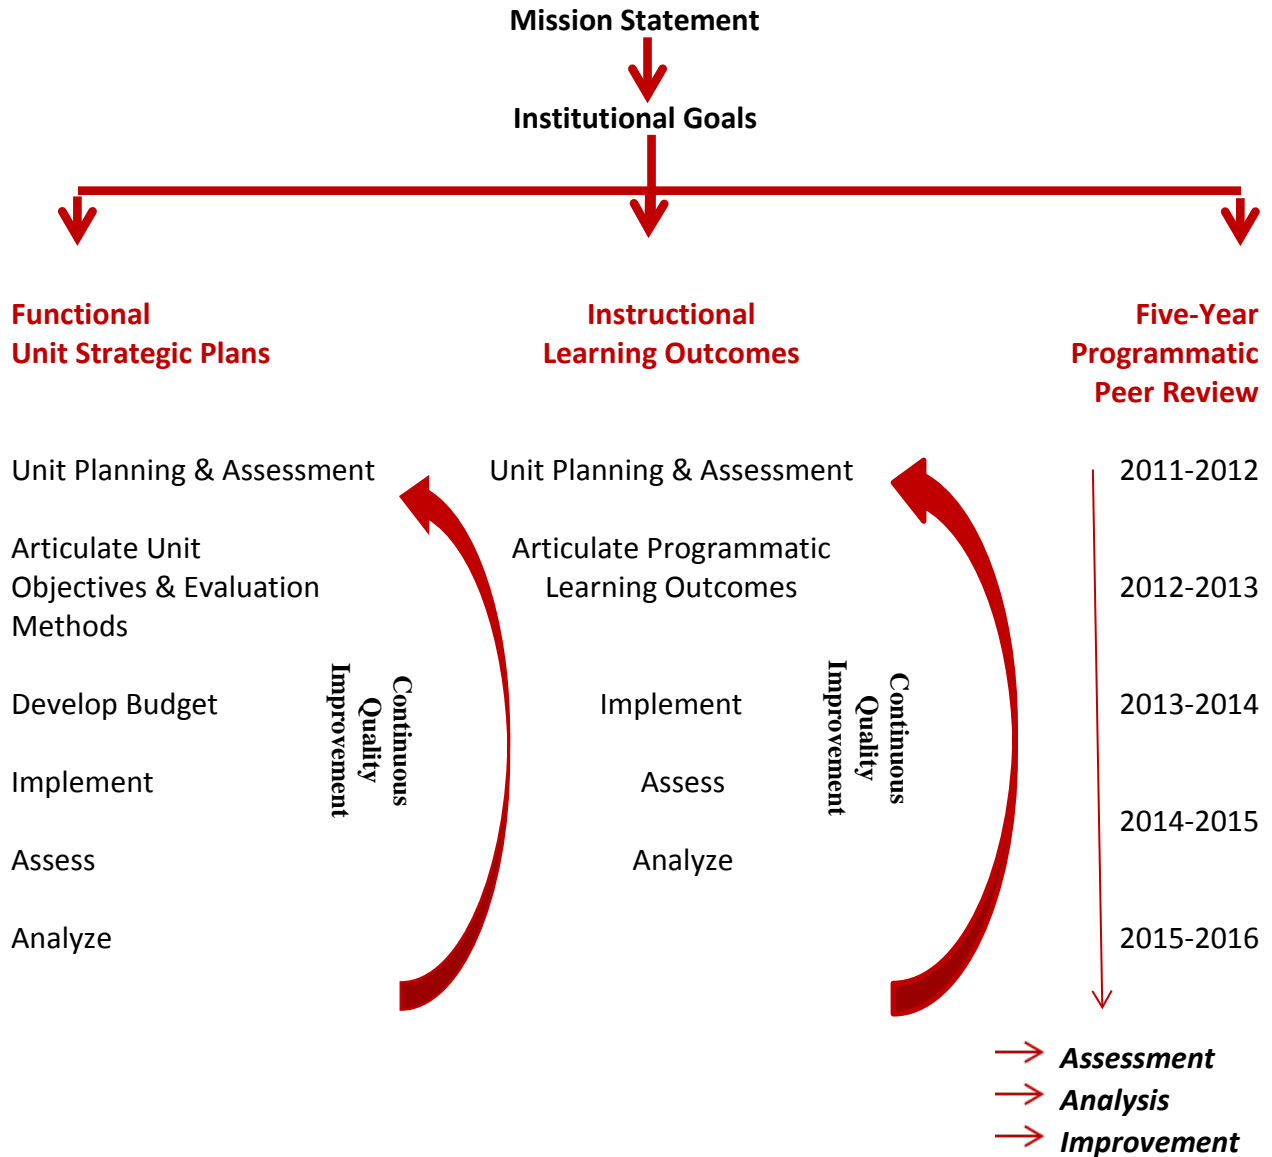 Mission Statement
Institutional Goals
Functional
Unit Strategic Plans
Unit Planning & Assessment
Articulate Unit
Objectives & Evaluation
Methods
Develop Budget
Implement
Assess
Analyze
Continuous
Quality
Improvement
Instructional
Learning Outcomes
Unit Planning & Assessment
Articulate Programmatic
Learning Outcomes
Implement
Assess
Analyze
Continuous
Quality
Improvement
Five-Year
Programmatic
Peer Review
2011-2012
2012-2013
2013-2014
2014-2015
2015-2016
Assessment
Analysis
Improvement